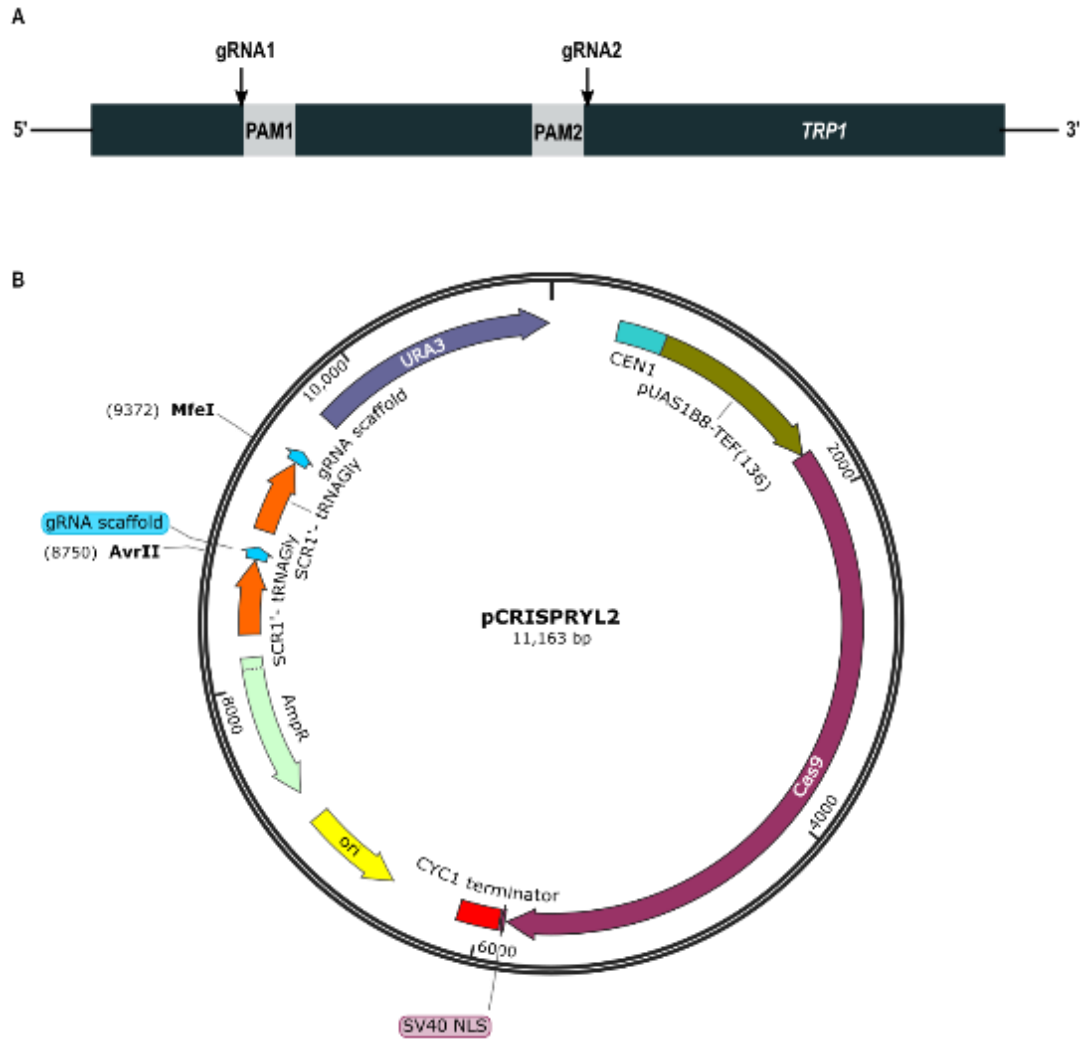 A
gRNA1
gRNA2
5'
PAM1
PAM2
TRP1
3'
B
URA3
CEN1
pUAS1B8-TEF(136)
10,000
2000
(9372) MfeI
gRNA scaffold
SCR1'- tRNAGly
gRNA scaffold
(8750) AvrII
SCR1'- tRNAGly
pCRISPRYL2
11,163 bp
8000
AmpR
Cas9
4000
ori
CYC1 terminator
6000
SV40 NLS